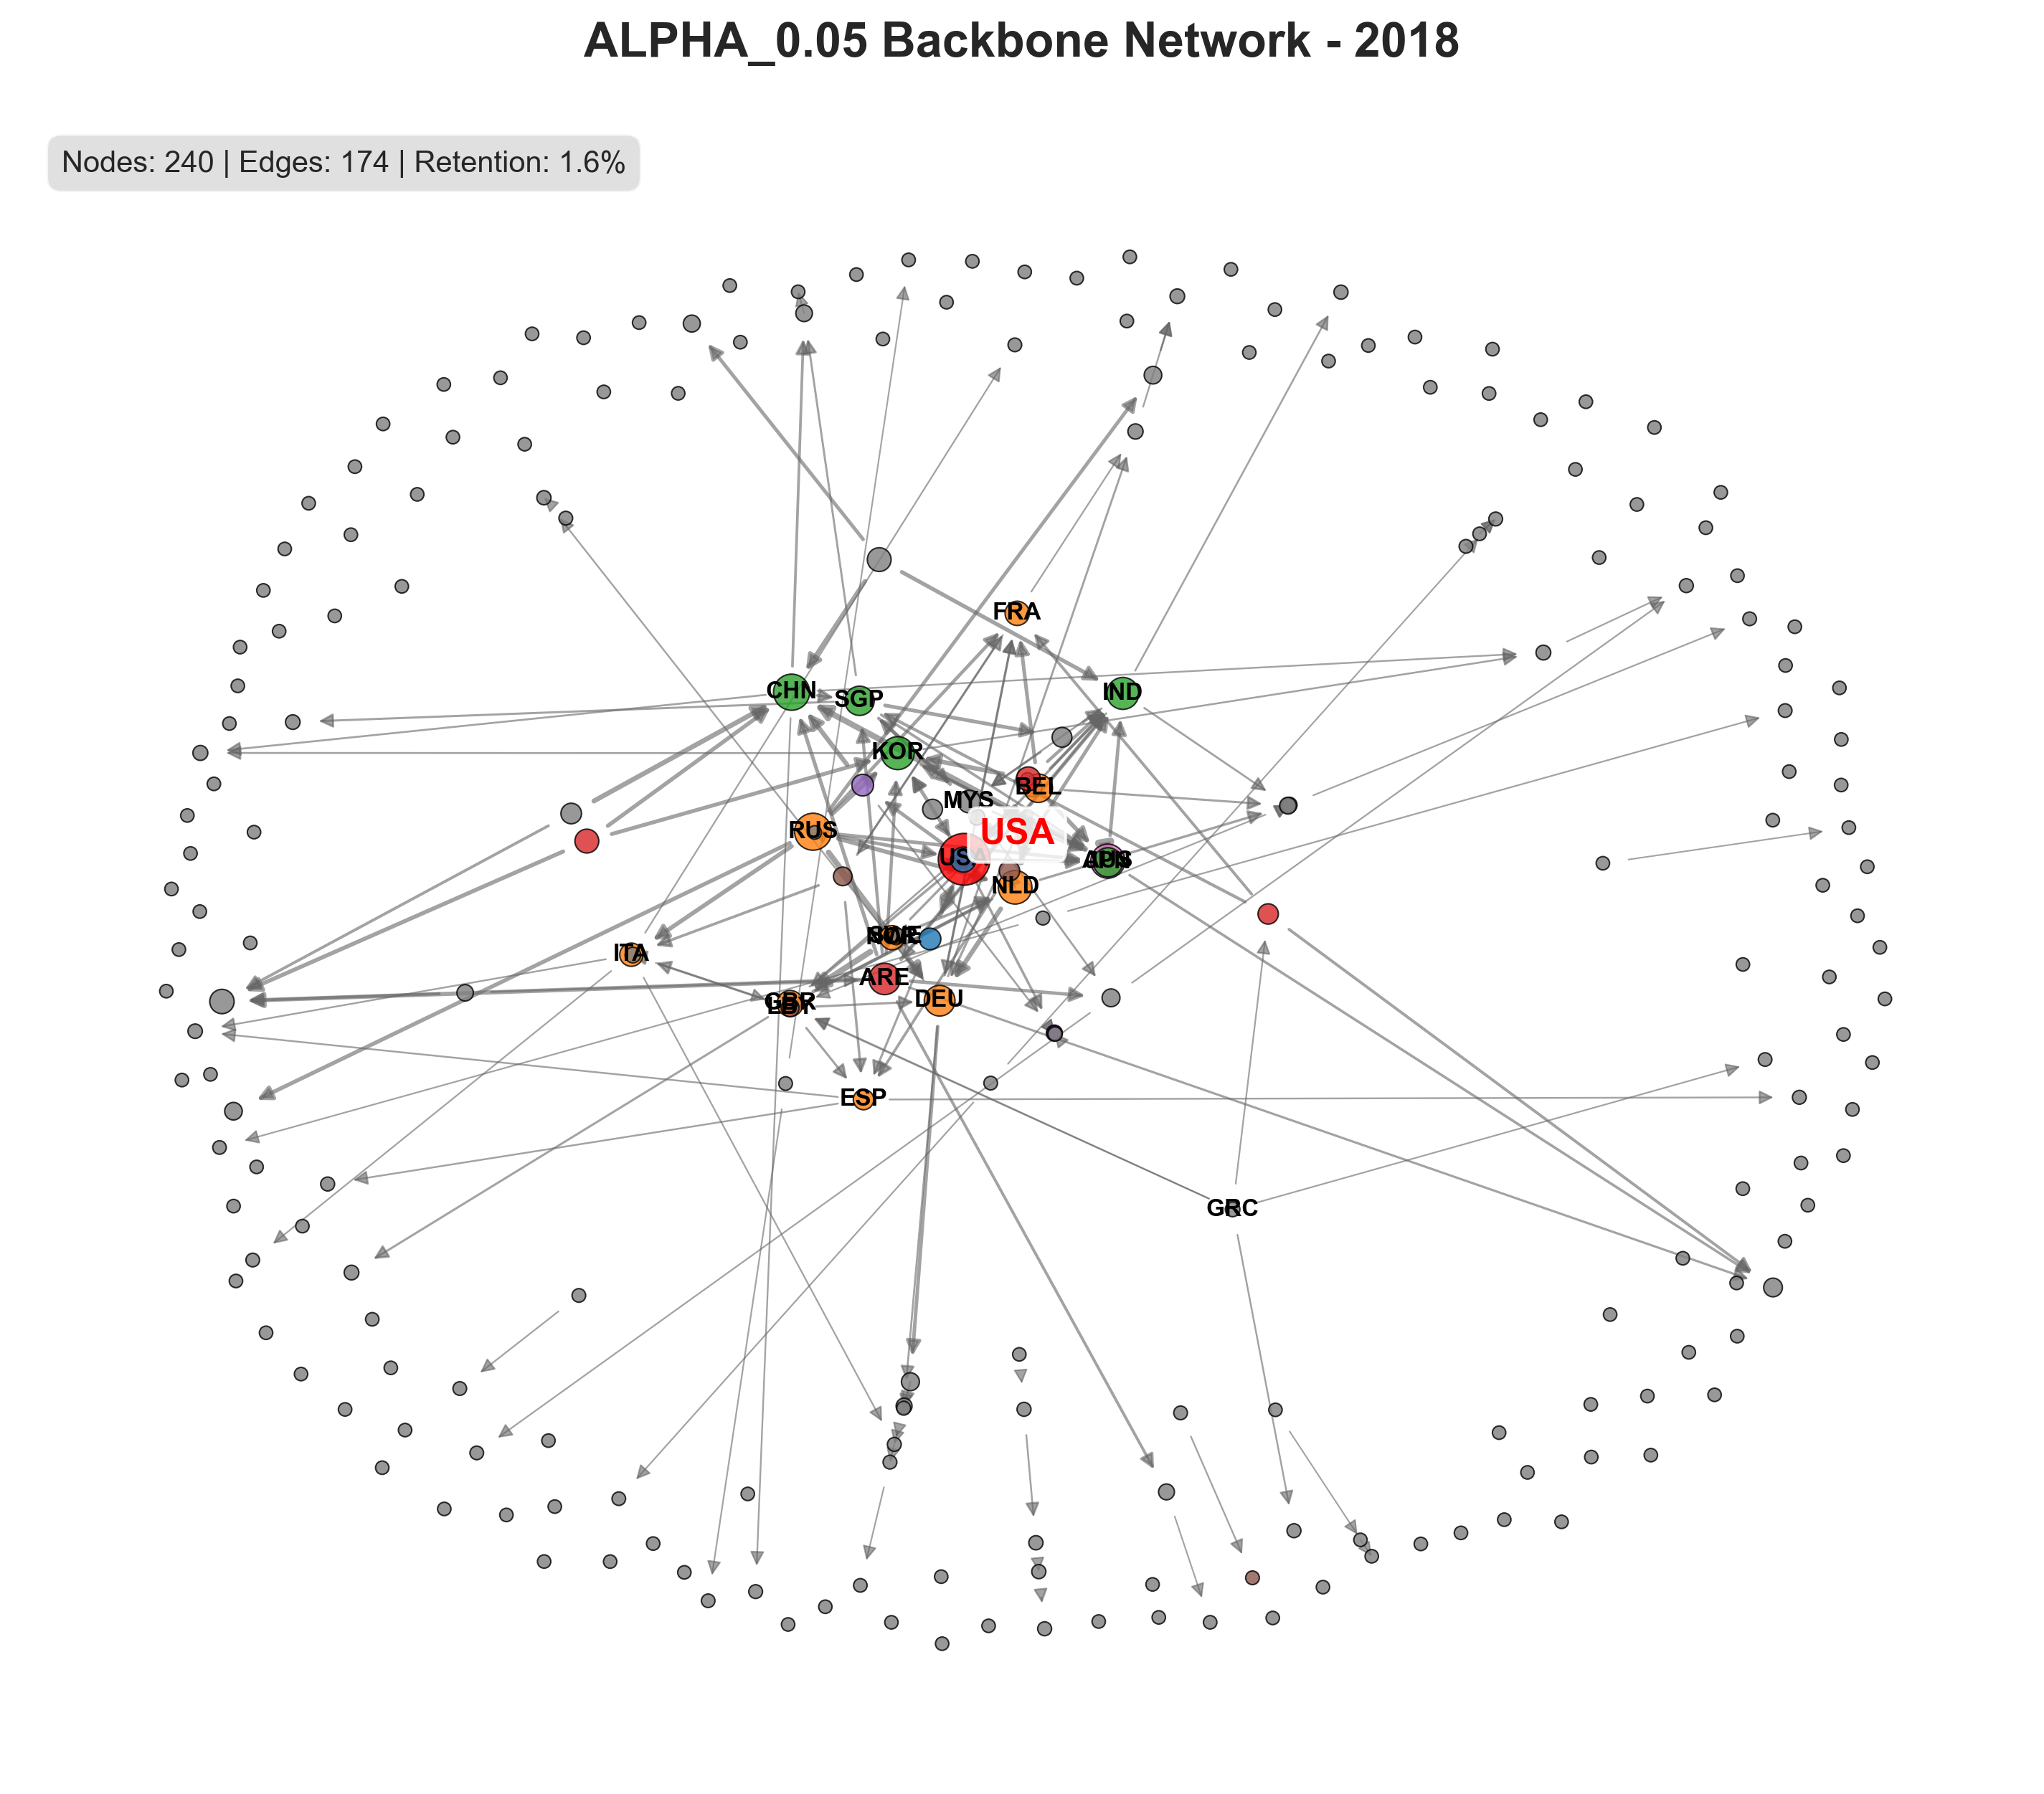 ALPHA_0.05 Backbone Network - 2018
Nodes: 240 | Edges: 174 | Retention: 1.6%
FRA
CHN
SGP
IND
KOR
BEL
MYS
RUS
USA
USA
NLD
ITA
ARE
GBR
DEU
ESP
GRC